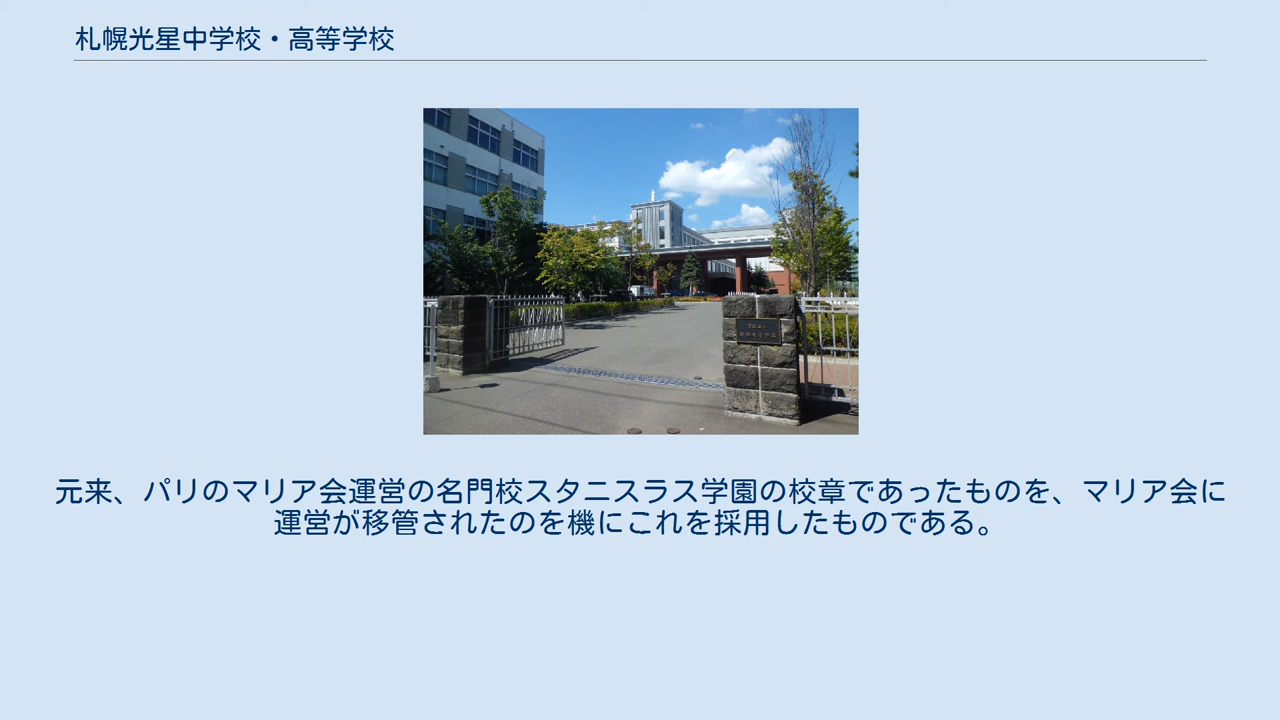 札幌光星中学校・高等学校
元来、パリのマリア会運営の名門校スタニスラス学園の校章であったものを、マリア会に
運営が移管されたのを機にこれを採用したものである。